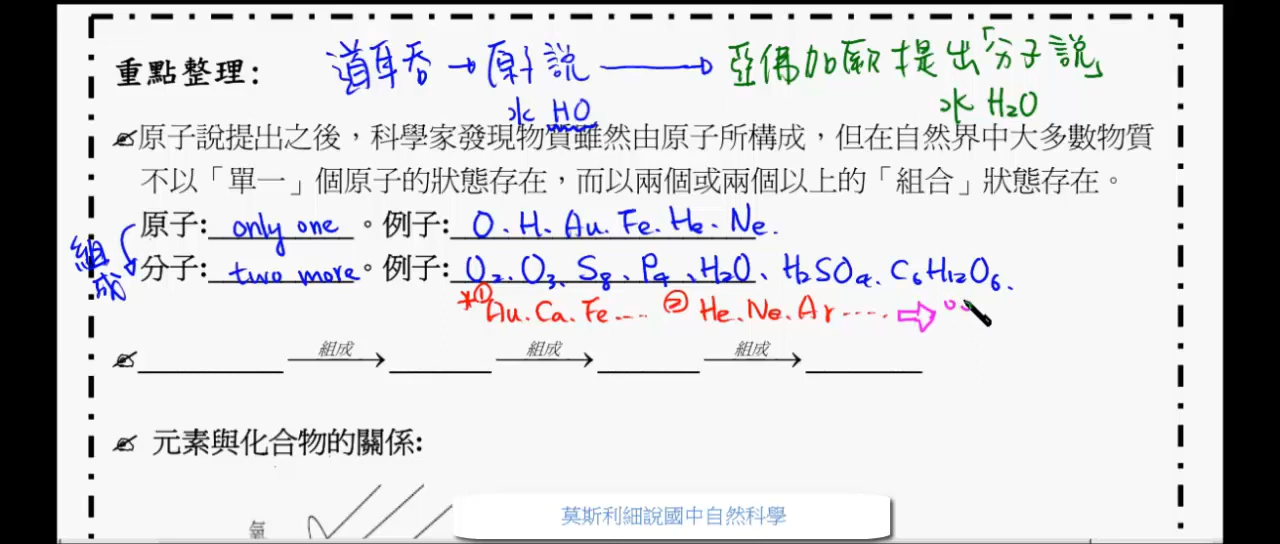 重點整理: 道耳吞→原子說→亞佛加厥提出「分子說」
水 HO 水 H2O
✍原子說提出之後,科學家發現物質雖然由原子所構成,但在自然界中大多數物質
不以「單一」個原子的狀態存在,而以兩個或兩個以上的「組合」狀態存在。
原子: only one 。例子: O、H、Au、Fe、He、Ne.
組成 分子: two more 。例子: O2、O3、S8、P4、H2O、H2SO4、C6H12O6.
*① Au、Ca、Fe.... ② He、Ne、Ar.....⇨
✍________ 組成→ ______ 組成→ ______ 組成→ ______
✍ 元素與化合物的關係:
氧
莫斯利細說國中自然科學